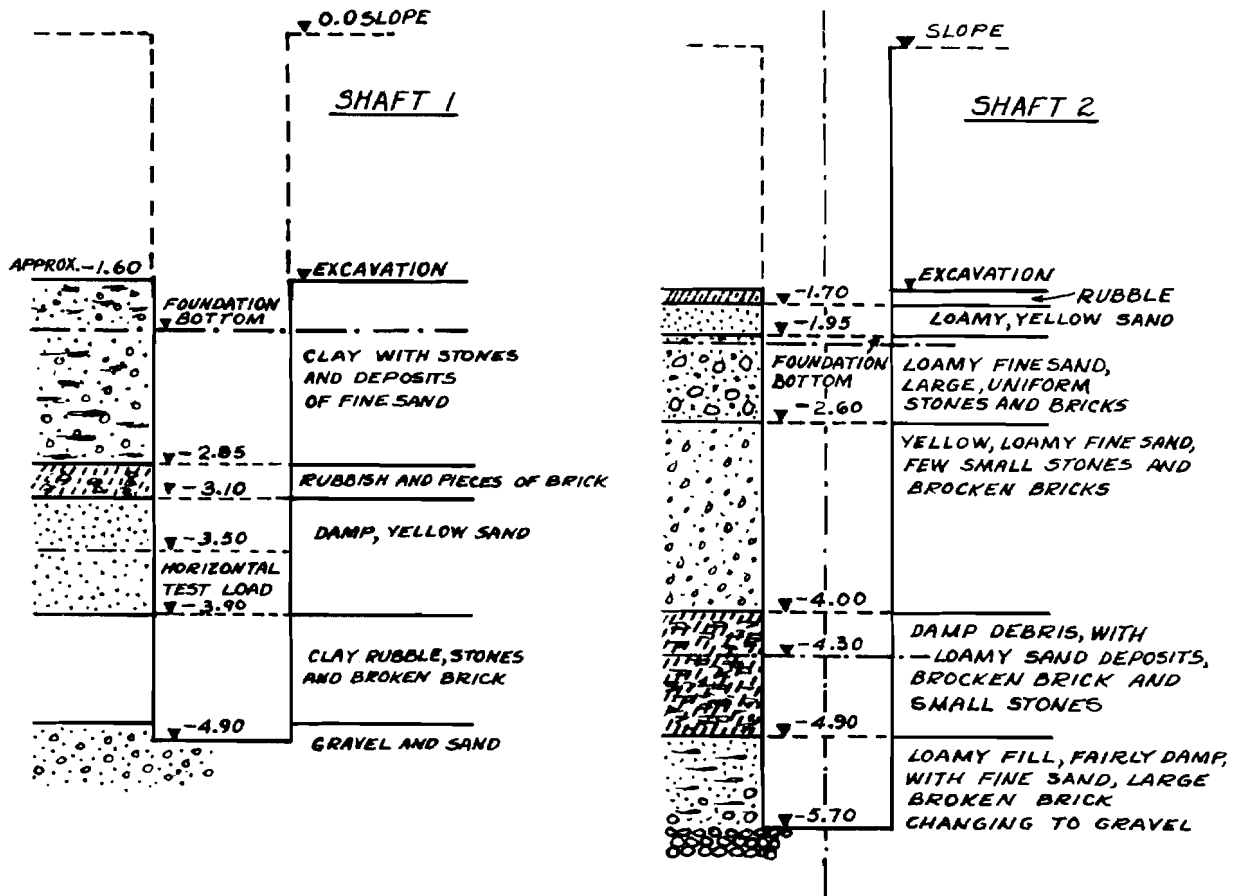 0.0 SLOPE
SHAFT 1
APPROX.-1.60
EXCAVATION
FOUNDATION
BOTTOM
CLAY WITH STONES
AND DEPOSITS
OF FINE SAND
-2.85
RUBBISH AND PIECES OF BRICK
-3.10
DAMP, YELLOW SAND
-3.50
HORIZONTAL
TEST LOAD
-3.90
CLAY RUBBLE, STONES
AND BROKEN BRICK
-4.90
GRAVEL AND SAND
SLOPE
SHAFT 2
EXCAVATION
-1.70
RUBBLE
LOAMY, YELLOW SAND
-1.95
FOUNDATION
BOTTOM
LOAMY FINE SAND,
LARGE, UNIFORM
STONES AND BRICKS
-2.60
YELLOW, LOAMY FINE SAND,
FEW SMALL STONES AND
BROCKEN BRICKS
-4.00
DAMP DEBRIS, WITH
-4.30
LOAMY SAND DEPOSITS,
BROCKEN BRICK AND
SMALL STONES
-4.90
LOAMY FILL, FAIRLY DAMP,
WITH FINE SAND, LARGE
BROKEN BRICK
CHANGING TO GRAVEL
-5.70